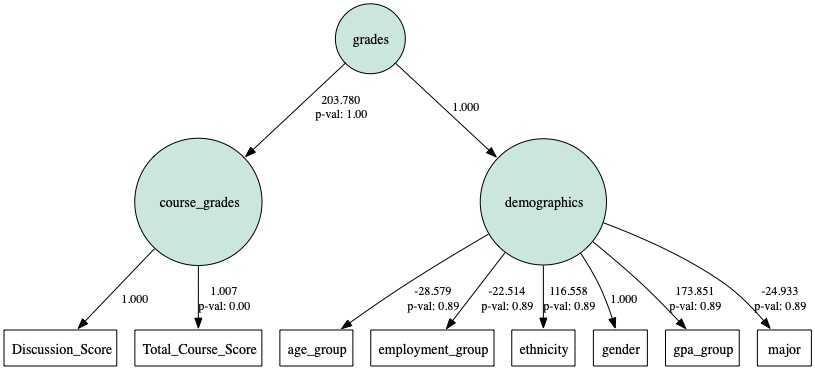 grades
203.780
p-val: 1.00
1.000
course_grades
demographics
1.000
1.007
p-val: 0.00
-28.579
p-val: 0.89
-22.514
p-val: 0.89
116.558
p-val: 0.89
1.000
173.851
p-val: 0.89
-24.933
p-val: 0.89
Discussion_Score
Total_Course_Score
age_group
employment_group
ethnicity
gender
gpa_group
major